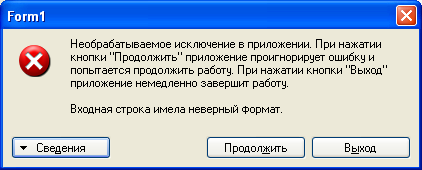 Form1
Необрабатываемое исключение в приложении. При нажатии
кнопки "Продолжить" приложение проигнорирует ошибку и
попытается продолжить работу. При нажатии кнопки "Выход"
приложение немедленно завершит работу.
Входная строка имела неверный формат.
Сведения
Продолжить
Выход